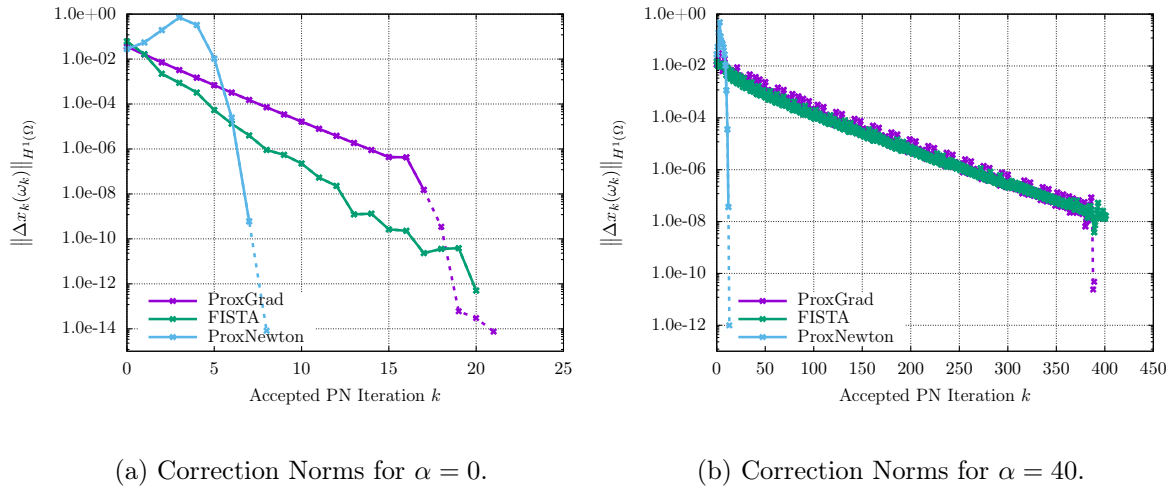 1.0e+00
1.0e-02
1.0e-04
1.0e-06
1.0e-08
1.0e-10
1.0e-12
1.0e-14
‖Δx_k(ω_k)‖_{H^1(Ω)}
ProxGrad
FISTA
ProxNewton
0 5 10 15 20 25
Accepted PN Iteration k
(a) Correction Norms for α = 0.
1.0e+00
1.0e-02
1.0e-04
1.0e-06
1.0e-08
1.0e-10
1.0e-12
‖Δx_k(ω_k)‖_{H^1(Ω)}
ProxGrad
FISTA
ProxNewton
0 50 100 150 200 250 300 350 400 450
Accepted PN Iteration k
(b) Correction Norms for α = 40.